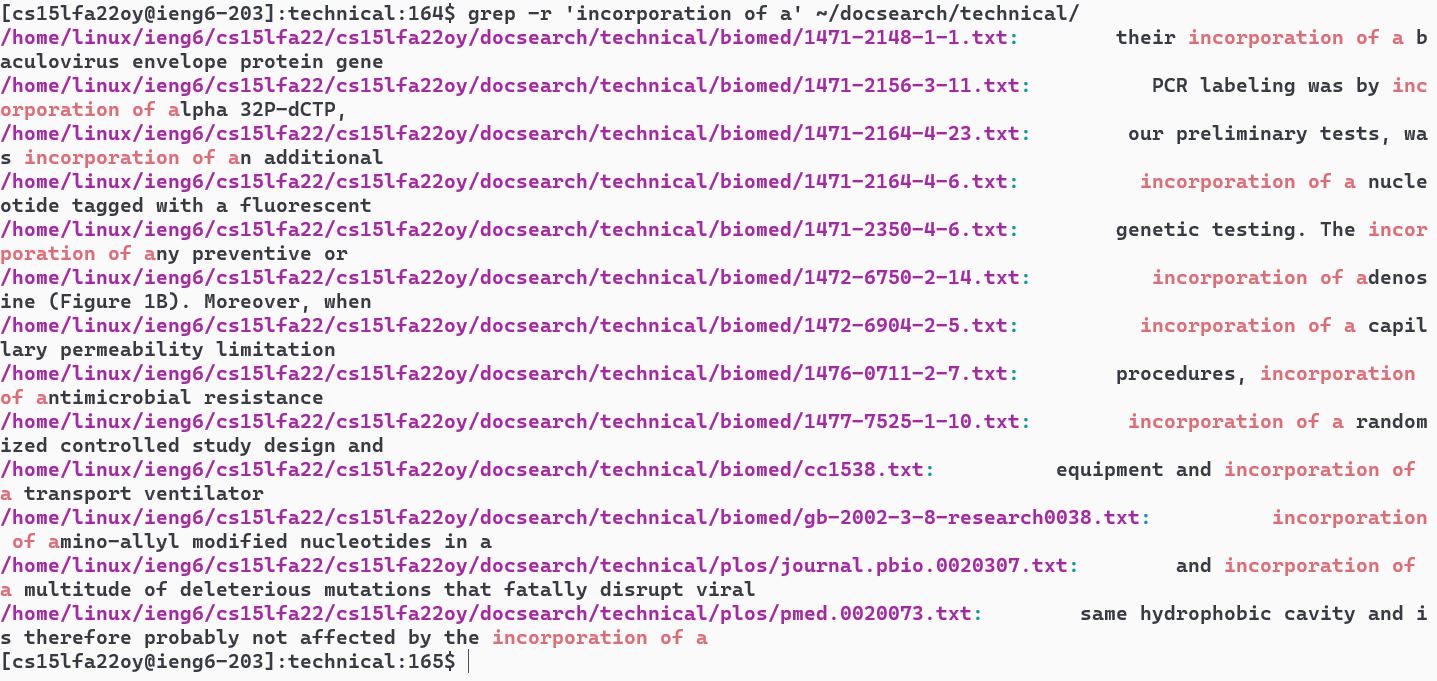 [cs15lfa22oy@ieng6-203]:technical:164$ grep -r 'incorporation of a' ~/docsearch/technical/
/home/linux/ieng6/cs15lfa22/cs15lfa22oy/docsearch/technical/biomed/1471-2148-1-1.txt:        their incorporation of a b
aculovirus envelope protein gene
/home/linux/ieng6/cs15lfa22/cs15lfa22oy/docsearch/technical/biomed/1471-2156-3-11.txt:          PCR labeling was by inc
orporation of alpha 32P-dCTP,
/home/linux/ieng6/cs15lfa22/cs15lfa22oy/docsearch/technical/biomed/1471-2164-4-23.txt:        our preliminary tests, wa
s incorporation of an additional
/home/linux/ieng6/cs15lfa22/cs15lfa22oy/docsearch/technical/biomed/1471-2164-4-6.txt:          incorporation of a nucle
otide tagged with a fluorescent
/home/linux/ieng6/cs15lfa22/cs15lfa22oy/docsearch/technical/biomed/1471-2350-4-6.txt:        genetic testing. The incor
poration of any preventive or
/home/linux/ieng6/cs15lfa22/cs15lfa22oy/docsearch/technical/biomed/1472-6750-2-14.txt:          incorporation of adenos
ine (Figure 1B). Moreover, when
/home/linux/ieng6/cs15lfa22/cs15lfa22oy/docsearch/technical/biomed/1472-6904-2-5.txt:          incorporation of a capil
lary permeability limitation
/home/linux/ieng6/cs15lfa22/cs15lfa22oy/docsearch/technical/biomed/1476-0711-2-7.txt:        procedures, incorporation 
of antimicrobial resistance
/home/linux/ieng6/cs15lfa22/cs15lfa22oy/docsearch/technical/biomed/1477-7525-1-10.txt:        incorporation of a random
ized controlled study design and
/home/linux/ieng6/cs15lfa22/cs15lfa22oy/docsearch/technical/biomed/cc1538.txt:          equipment and incorporation of 
a transport ventilator
/home/linux/ieng6/cs15lfa22/cs15lfa22oy/docsearch/technical/biomed/gb-2002-3-8-research0038.txt:          incorporation
 of amino-allyl modified nucleotides in a
/home/linux/ieng6/cs15lfa22/cs15lfa22oy/docsearch/technical/plos/journal.pbio.0020307.txt:        and incorporation of 
a multitude of deleterious mutations that fatally disrupt viral
/home/linux/ieng6/cs15lfa22/cs15lfa22oy/docsearch/technical/plos/pmed.0020073.txt:        same hydrophobic cavity and i
s therefore probably not affected by the incorporation of a
[cs15lfa22oy@ieng6-203]:technical:165$